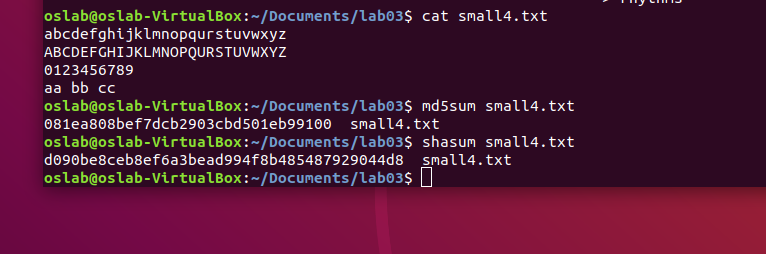 oslab@oslab-VirtualBox:~/Documents/lab03$ cat small4.txt
abcdefghijklmnopqurstuvwxyz
ABCDEFGHIJKLMNOPQURSTUVWXYZ
0123456789
aa bb cc
oslab@oslab-VirtualBox:~/Documents/lab03$ md5sum small4.txt
081ea808bef7dcb2903cbd501eb99100  small4.txt
oslab@oslab-VirtualBox:~/Documents/lab03$ shasum small4.txt
d090be8ceb8ef6a3bead994f8b485487929044d8  small4.txt
oslab@oslab-VirtualBox:~/Documents/lab03$